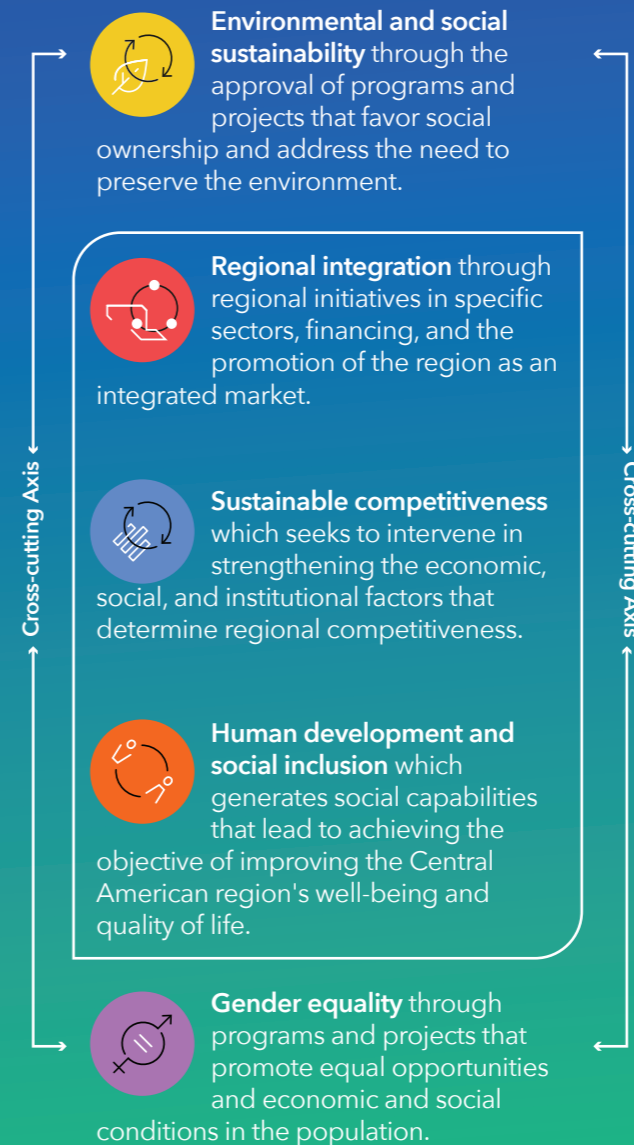 Environmental and social
sustainability through the
approval of programs and
projects that favor social
ownership and address the need to
preserve the environment.
Regional integration through
regional initiatives in specific
sectors, financing, and the
promotion of the region as an
integrated market.
Cross-cutting Axis
Cross-cutting Axis
Sustainable competitiveness
which seeks to intervene in
strengthening the economic,
social, and institutional factors that
determine regional competitiveness.
Human development and
social inclusion which
generates social capabilities
that lead to achieving the
objective of improving the Central
American region's well-being and
quality of life.
Gender equality through
programs and projects that
promote equal opportunities
and economic and social
conditions in the population.